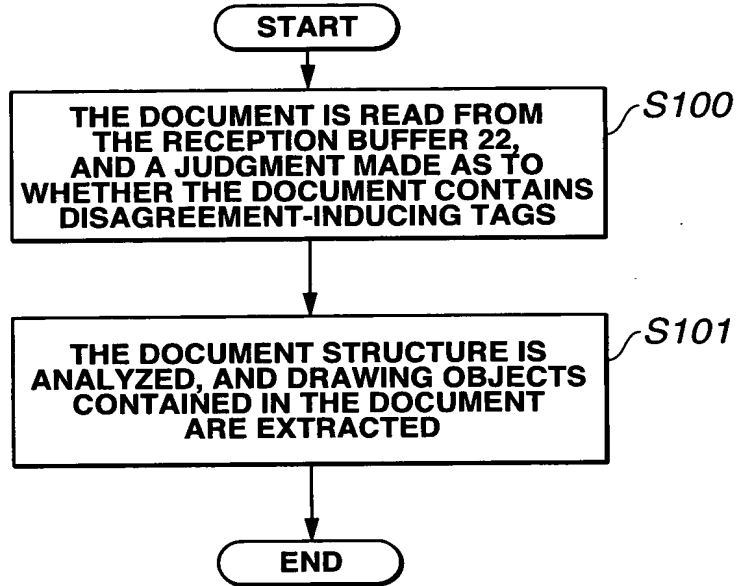 START
THE DOCUMENT IS READ FROM
THE RECEPTION BUFFER 22,
AND A JUDGMENT MADE AS TO
WHETHER THE DOCUMENT CONTAINS
DISAGREEMENT-INDUCING TAGS
S100
THE DOCUMENT STRUCTURE IS
ANALYZED, AND DRAWING OBJECTS
CONTAINED IN THE DOCUMENT
ARE EXTRACTED
S101
END